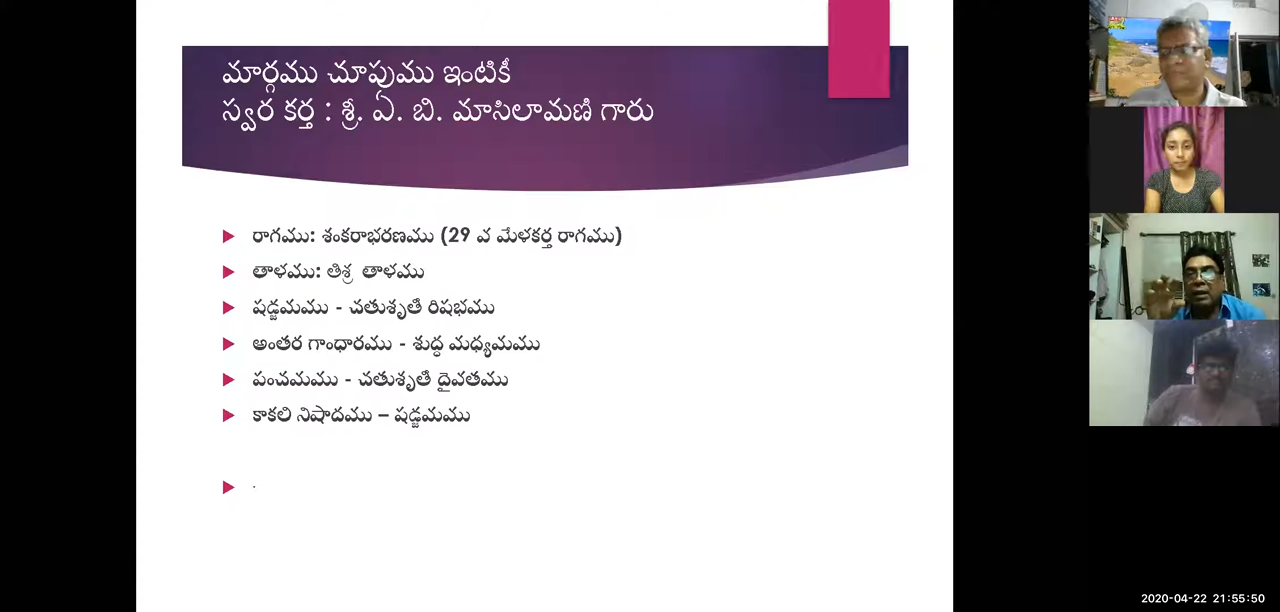 మార్గము చూపుము ఇంటికీ
స్వర కర్త : శ్రీ. ఏ. బి. మాసిలామణి గారు
రాగము: శంకరాభరణము (29 వ మేళకర్త రాగము)
తాళము: తిశ్ర తాళము
షడ్జమము - చతుశృతీ రిషభము
అంతర గాంధారము - శుద్ధ మధ్యమము
పంచమము - చతుశృతీ దైవతము
కాకలి నిషాదము – షడ్జమము
.
2020-04-22 21:55:50